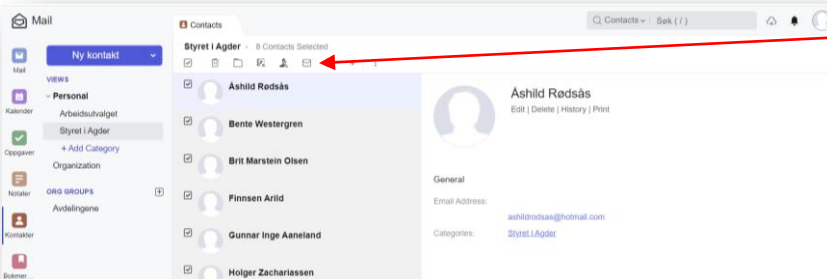 Mail
Contacts
Contacts
Søk ( / )
Ny kontakt
Styret i Agder - 8 Contacts Selected
Mail
VIEWS
Personal
Arbeidsutvalget
Styret i Agder
+ Add Category
Organization
ORG GROUPS
Avdelingene
Kalender
Oppgaver
Notater
Kontakter
Bokmer...
Åshild Rødsås
Bente Westergren
Brit Marstein Olsen
Finnsen Arild
Gunnar Inge Aaneland
Holger Zachariassen
Åshild Rødsås
Edit | Delete | History | Print
General
Email Address:
ashildrodsas@hotmail.com
Categories:
Styret I Agder